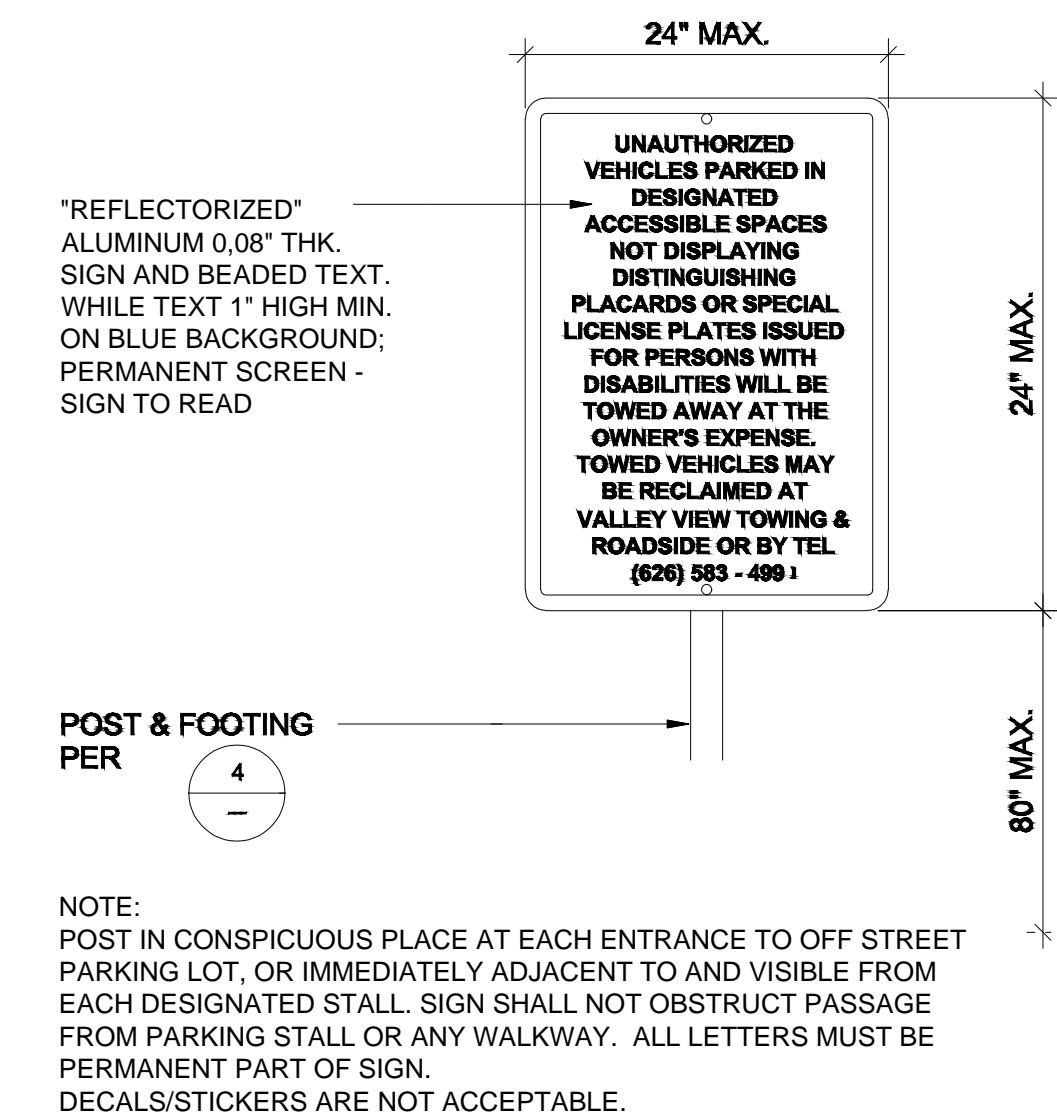 24" MAX.
UNAUTHORIZED
VEHICLES PARKED IN
DESIGNATED
ACCESSIBLE SPACES
NOT DISPLAYING
DISTINGUISHING
PLACARDS OR SPECIAL
LICENSE PLATES ISSUED
FOR PERSONS WITH
DISABILITIES WILL BE
TOWED AWAY AT THE
OWNER'S EXPENSE.
TOWED VEHICLES MAY
BE RECLAIMED AT
VALLEY VIEW TOWING &
ROADSIDE OR BY TEL
(626) 583 - 4991
"REFLECTORIZED"
ALUMINUM 0,08" THK.
SIGN AND BEADED TEXT.
WHILE TEXT 1" HIGH MIN.
ON BLUE BACKGROUND;
PERMANENT SCREEN -
SIGN TO READ
24" MAX.
POST & FOOTING
PER
4
—
80" MAX.
NOTE:
POST IN CONSPICUOUS PLACE AT EACH ENTRANCE TO OFF STREET
PARKING LOT, OR IMMEDIATELY ADJACENT TO AND VISIBLE FROM
EACH DESIGNATED STALL. SIGN SHALL NOT OBSTRUCT PASSAGE
FROM PARKING STALL OR ANY WALKWAY. ALL LETTERS MUST BE
PERMANENT PART OF SIGN.
DECALS/STICKERS ARE NOT ACCEPTABLE.